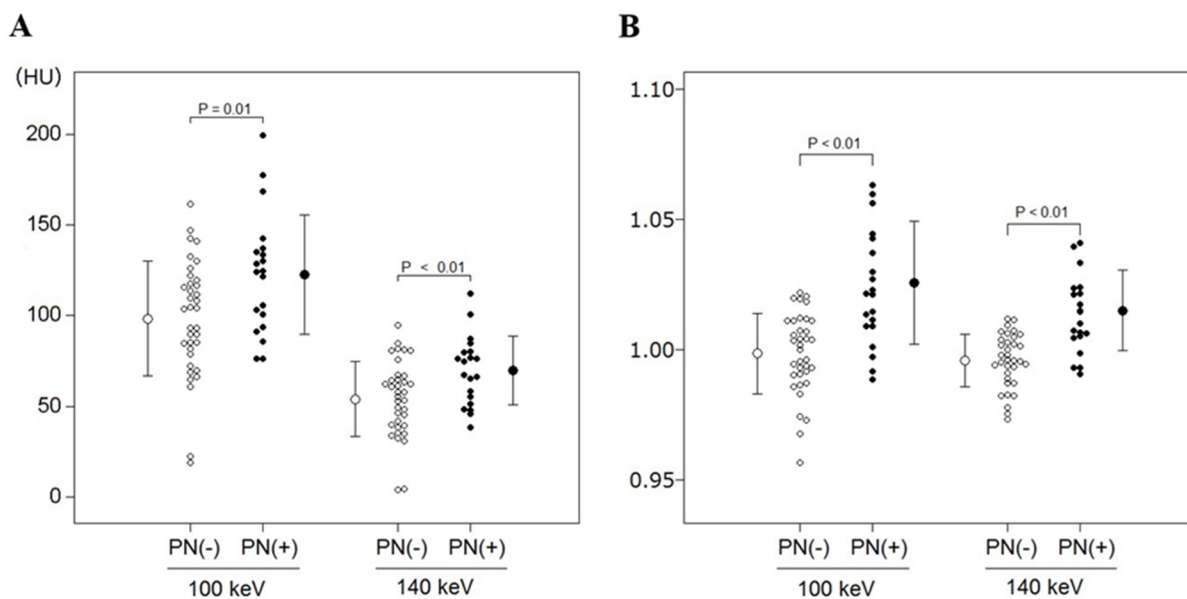 A
(HU)
200
150
100
50
0
P = 0.01
P < 0.01
PN(-) PN(+) PN(-) PN(+)
100 keV 140 keV
B
1.10
1.05
1.00
0.95
P < 0.01
P < 0.01
PN(-) PN(+) PN(-) PN(+)
100 keV 140 keV